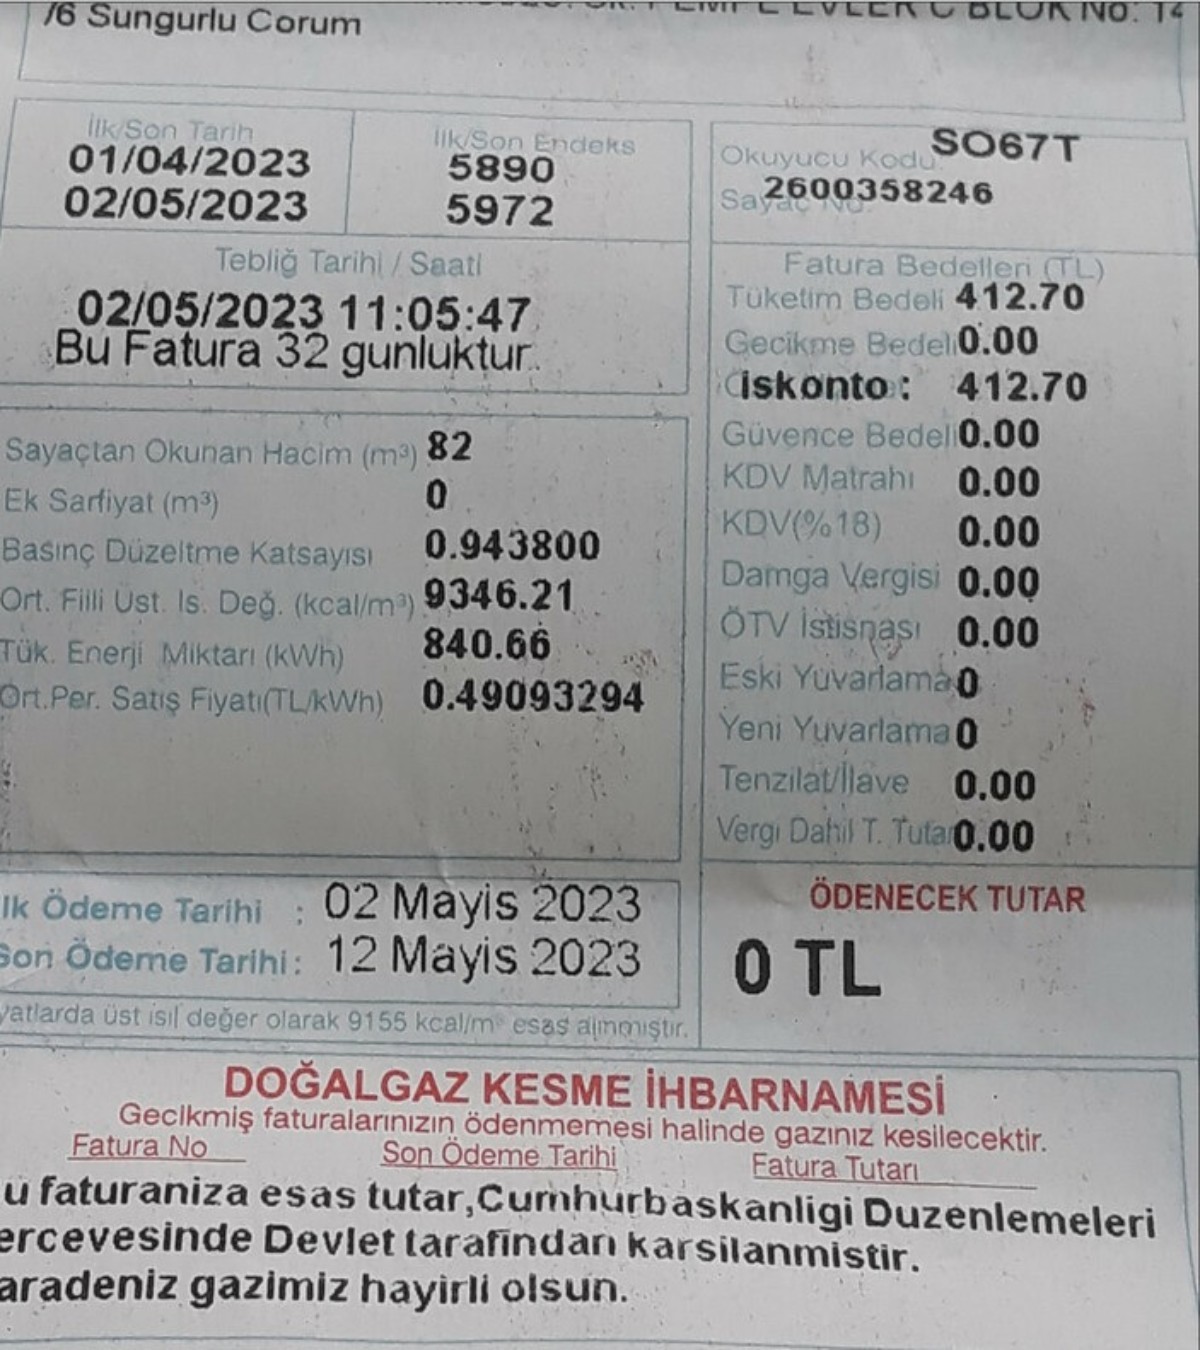 /6 Sungurlu Corum
EVLER C BLOK No: 14
İlk/Son Tarih
01/04/2023
02/05/2023
İlk/Son Endeks
5890
5972
Tebliğ Tarihi / Saati
02/05/2023 11:05:47
Bu Fatura 32 gunluktur.
Okuyucu Kodu SO67T
Sayaç No: 2600358246
Fatura Bedelleri (TL)
Tüketim Bedeli 412.70
Gecikme Bedeli 0.00
iskonto : 412.70
Güvence Bedeli 0.00
KDV Matrahı 0.00
KDV(%18) 0.00
Damga Vergisi 0.00
ÖTV İstisnası 0.00
Eski Yuvarlama 0
Yeni Yuvarlama 0
Tenzilat/İlave 0.00
Vergi Dahil T. Tutar 0.00
Sayaçtan Okunan Hacim (m³) 82
Ek Sarfiyat (m³) 0
Basınç Düzeltme Katsayısı 0.943800
Ort. Fiili Üst. Is. Değ. (kcal/m³) 9346.21
Tük. Enerji Miktarı (kWh) 840.66
Ort.Per. Satış Fiyatı(TL/kWh) 0.49093294
lk Ödeme Tarihi : 02 Mayis 2023
Son Ödeme Tarihi : 12 Mayis 2023
yatlarda üst ısıl değer olarak 9155 kcal/m³ esas alınmıştır.
ÖDENECEK TUTAR
0 TL
DOĞALGAZ KESME İHBARNAMESİ
Gecikmiş faturalarınızın ödenmemesi halinde gazınız kesilecektir.
Fatura No Son Ödeme Tarihi Fatura Tutarı
u faturaniza esas tutar,Cumhurbaskanligi Duzenlemeleri
ercevesinde Devlet tarafindan karsilanmistir.
aradeniz gazimiz hayirli olsun.